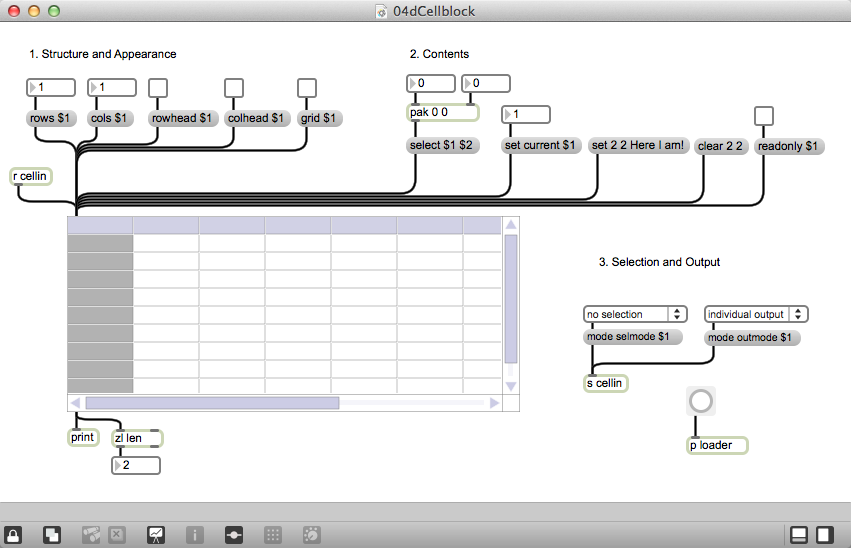 04dCellblock
1. Structure and Appearance
2. Contents
1
1
0
0
rows $1
cols $1
rowhead $1
colhead $1
grid $1
pak 0 0
1
select $1 $2
set current $1
set 2 2 Here I am!
clear 2 2
readonly $1
r cellin
3. Selection and Output
no selection
individual output
mode selmode $1
mode outmode $1
s cellin
print
zl len
2
p loader